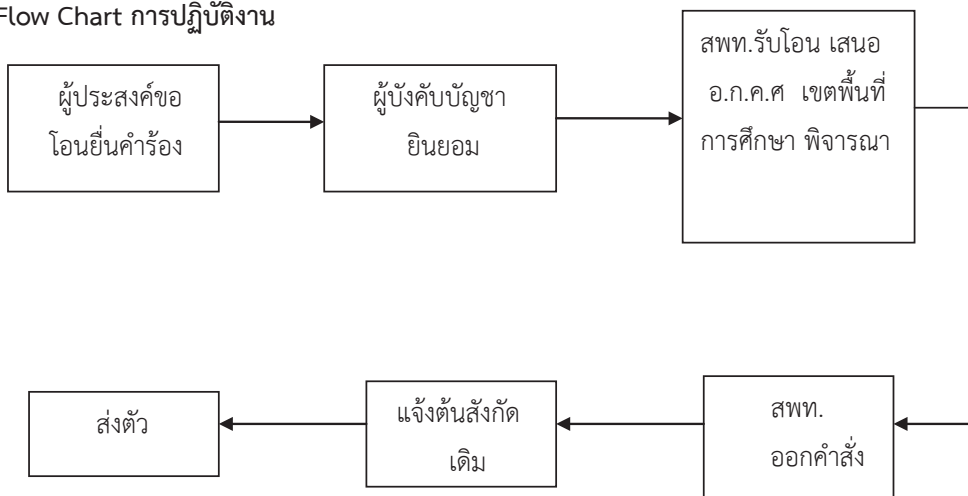 Flow Chart การปฏิบัติงาน
ผู้ประสงค์ขอ
โอนยื่นคำร้อง
ผู้บังคับบัญชา
ยินยอม
สพท.รับโอน เสนอ
อ.ก.ค.ศ เขตพื้นที่
การศึกษา พิจารณา
สพท.
ออกคำสั่ง
แจ้งต้นสังกัด
เดิม
ส่งตัว